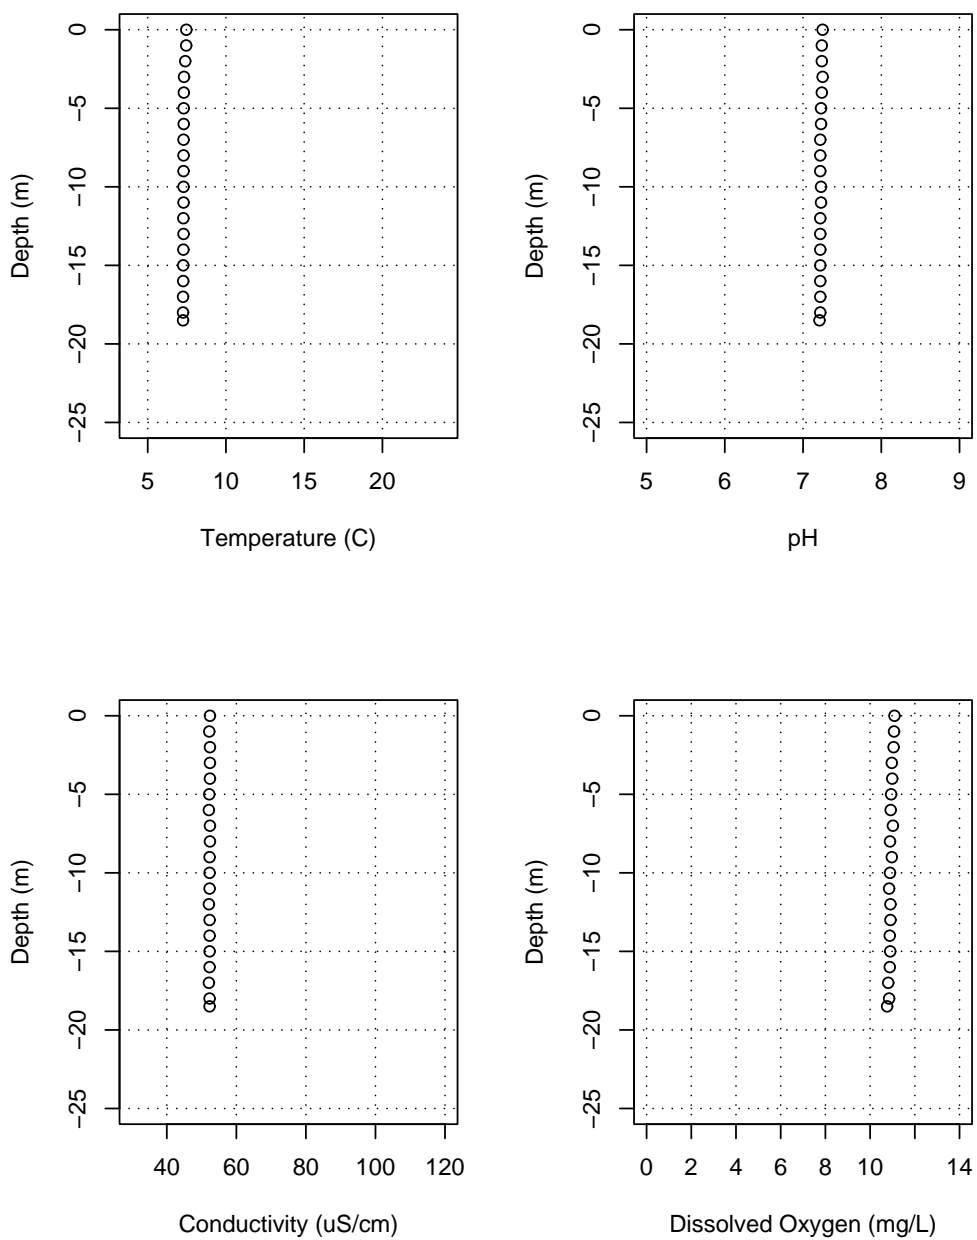 0
−5
−10
−15
−20
−25
Depth (m)
5 10 15 20
Temperature (C)
0
−5
−10
−15
−20
−25
Depth (m)
5 6 7 8 9
pH
0
−5
−10
−15
−20
−25
Depth (m)
40 60 80 100 120
Conductivity (uS/cm)
0
−5
−10
−15
−20
−25
Depth (m)
0 2 4 6 8 10 14
Dissolved Oxygen (mg/L)